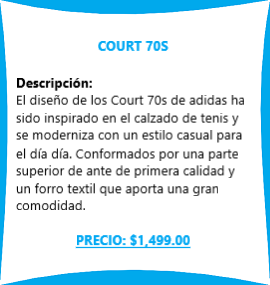 COURT 70S
Descripción:
El diseño de los Court 70s de adidas ha
sido inspirado en el calzado de tenis y
se moderniza con un estilo casual para
el día día. Conformados por una parte
superior de ante de primera calidad y
un forro textil que aporta una gran
comodidad.
PRECIO: $1,499.00